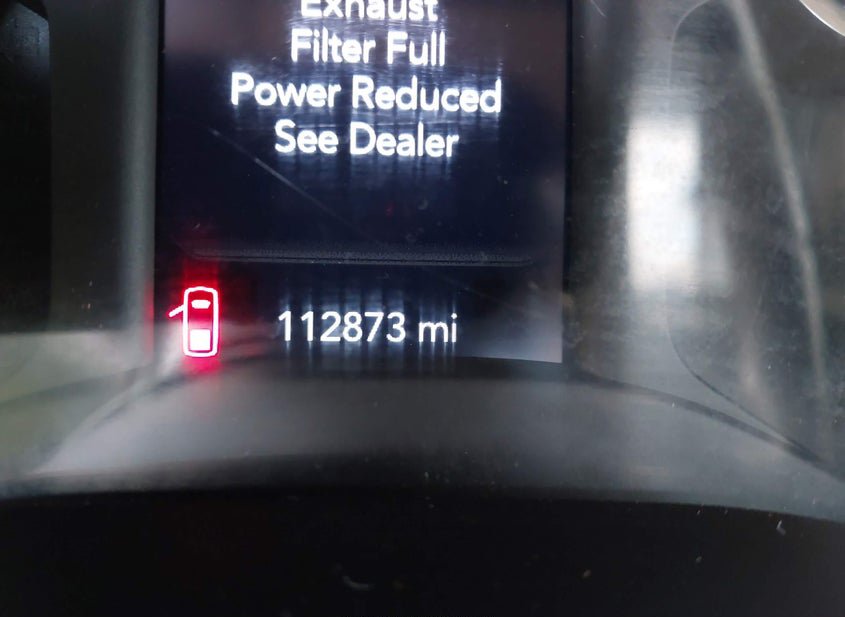 Exhaust
Filter Full
Power Reduced
See Dealer
112873 mi